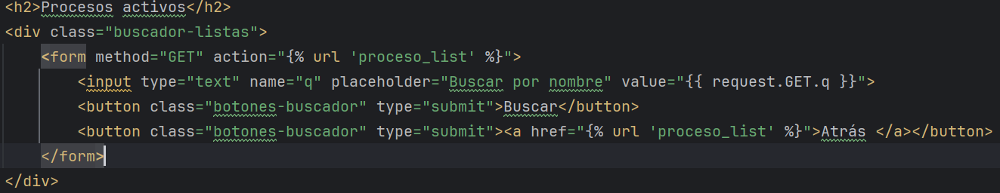 <h2>Procesos activos</h2>
<div class="buscador-listas">
<form method="GET" action="{% url 'proceso_list' %}">
<input type="text" name="q" placeholder="Buscar por nombre" value="{{ request.GET.q }}">
<button class="botones-buscador" type="submit">Buscar</button>
<button class="botones-buscador" type="submit"><a href="{% url 'proceso_list' %}">Atrás </a></button>
</form>
</div>